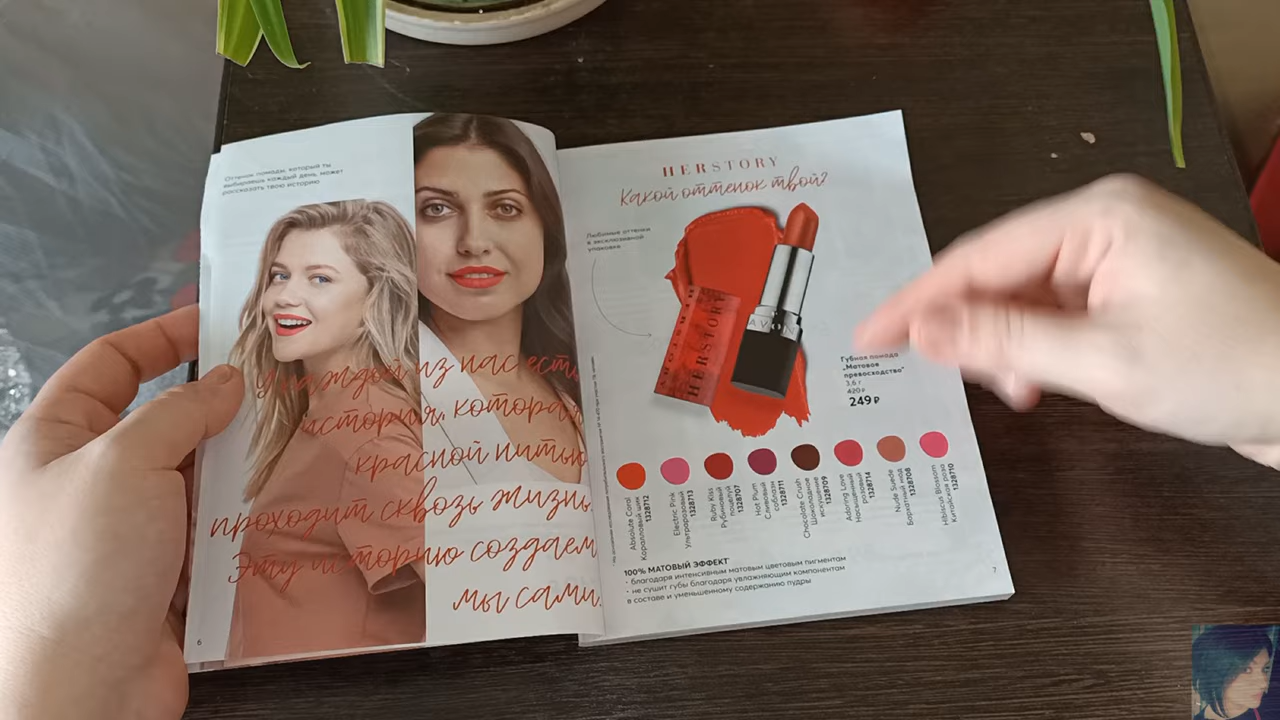 Оттенок помады, который ты
выбираешь каждый день, может
рассказать твою историю
У каждой из нас есть
история, которая
красной нитью
проходит сквозь жизнь.
Эту историю создаем
мы сами.
6
HERSTORY
Какой оттенок твой?
Любимые оттенки
в эксклюзивной
упаковке
HERSTORY
AVON
Губная помада
„Матовое
превосходство"
3,6 г
420 ₽
249 ₽
Absolute Coral
Коралловый шик
1328712
Electric Pink
Ультрарозовый
1328713
Ruby Kiss
Рубиновый
поцелуй
1328707
Hot Plum
Сливовый
соблазн
1328711
Chocolate Crush
Шоколадное
искушение
1328709
Adoring Love
Насыщенный
розовый
1328714
Nude Suede
Бархатный нюд
1328708
Hibiscus Blossom
Китайская роза
1328710
100% МАТОВЫЙ ЭФФЕКТ*
• благодаря интенсивным матовым цветовым пигментам
• не сушит губы благодаря увлажняющим компонентам
в составе и уменьшенному содержанию пудры
7